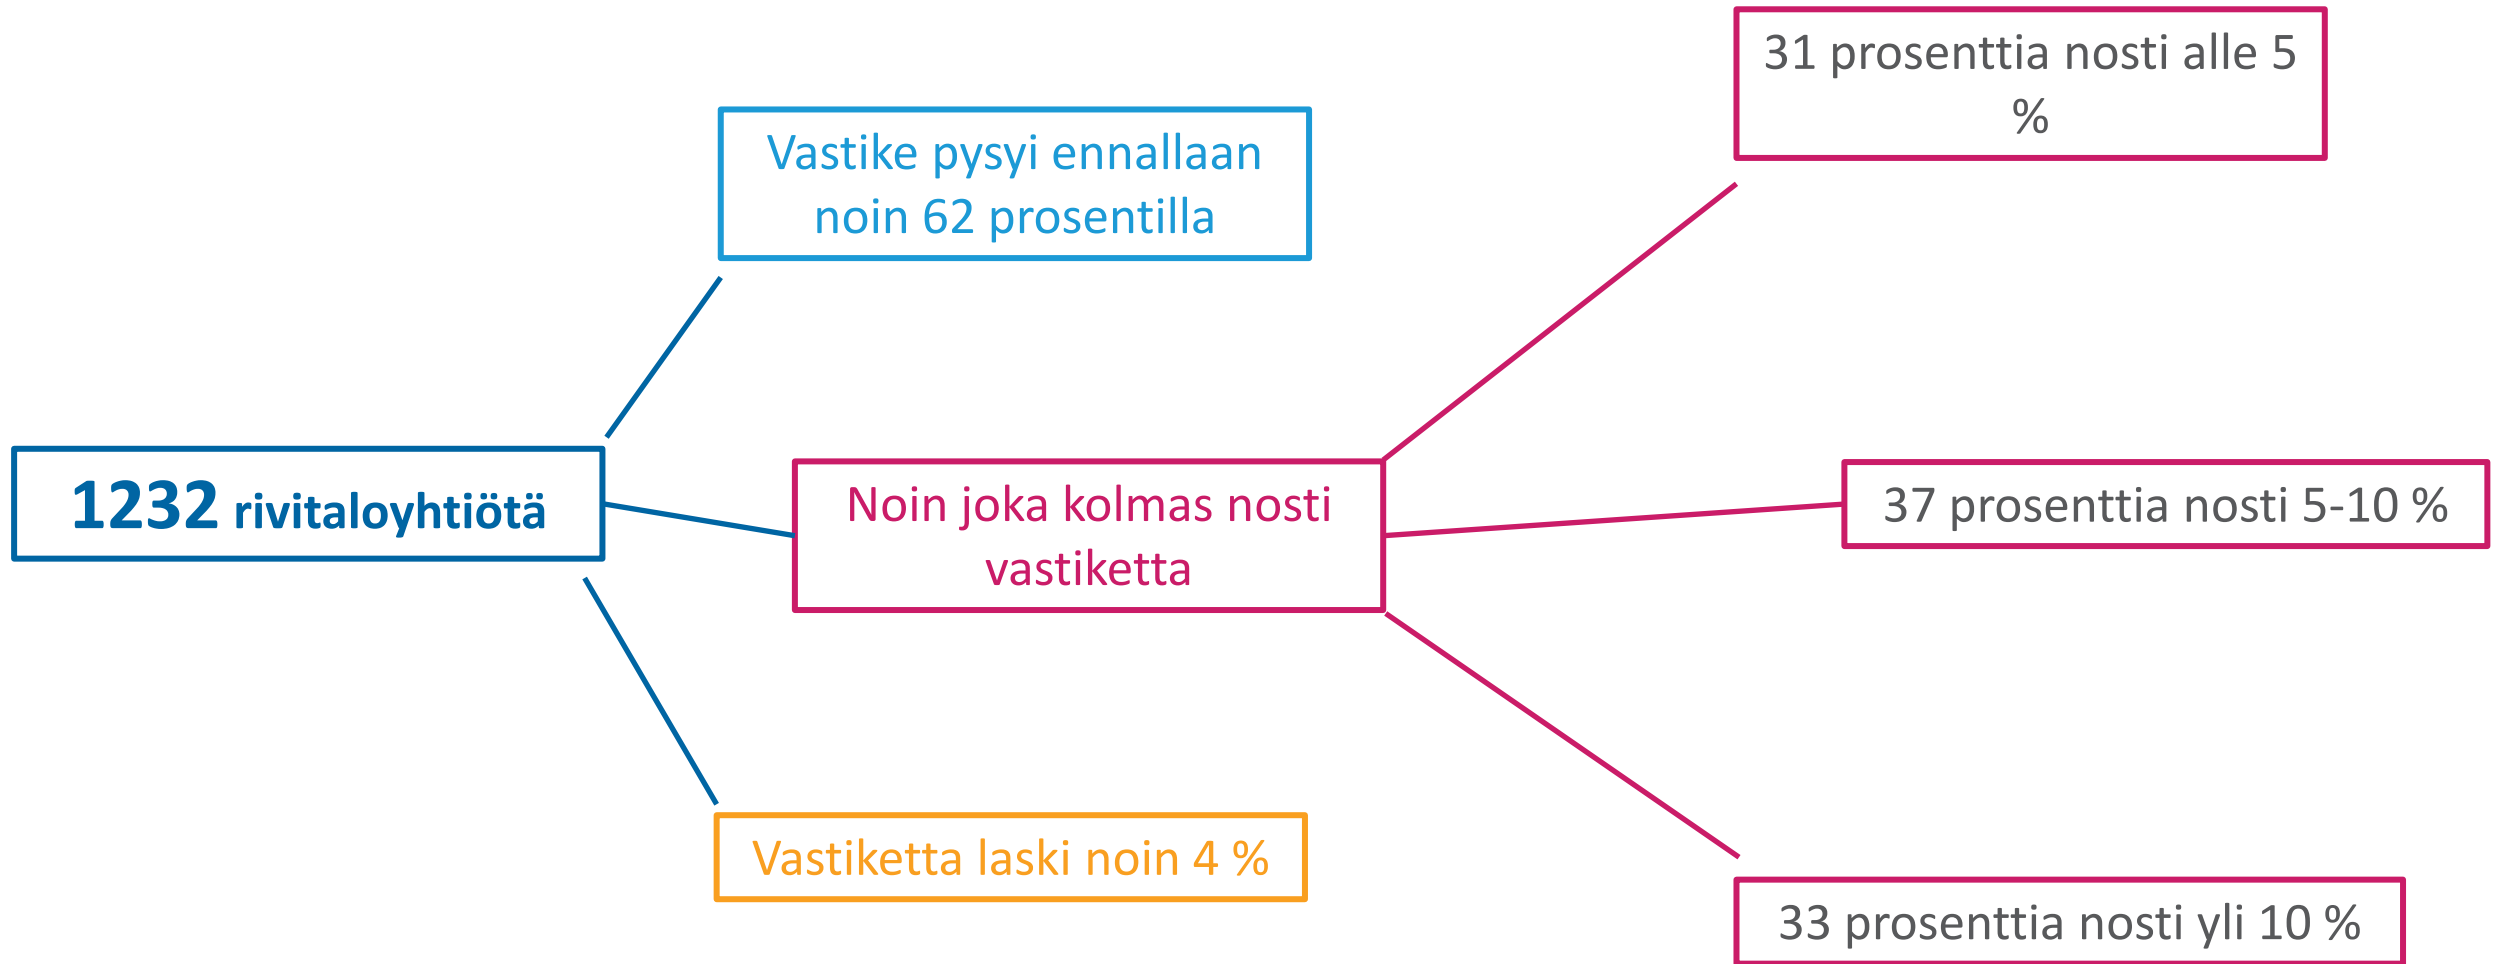 1232 rivitaloyhtiötä
Vastike pysyi ennallaan
noin 62 prosentilla
Noin joka kolmas nosti
vastiketta
Vastiketta laski noin 4 %
31 prosenttia nosti alle 5
%
37 prosenttia nosti 5-10 %
33 prosenttia nosti yli 10 %